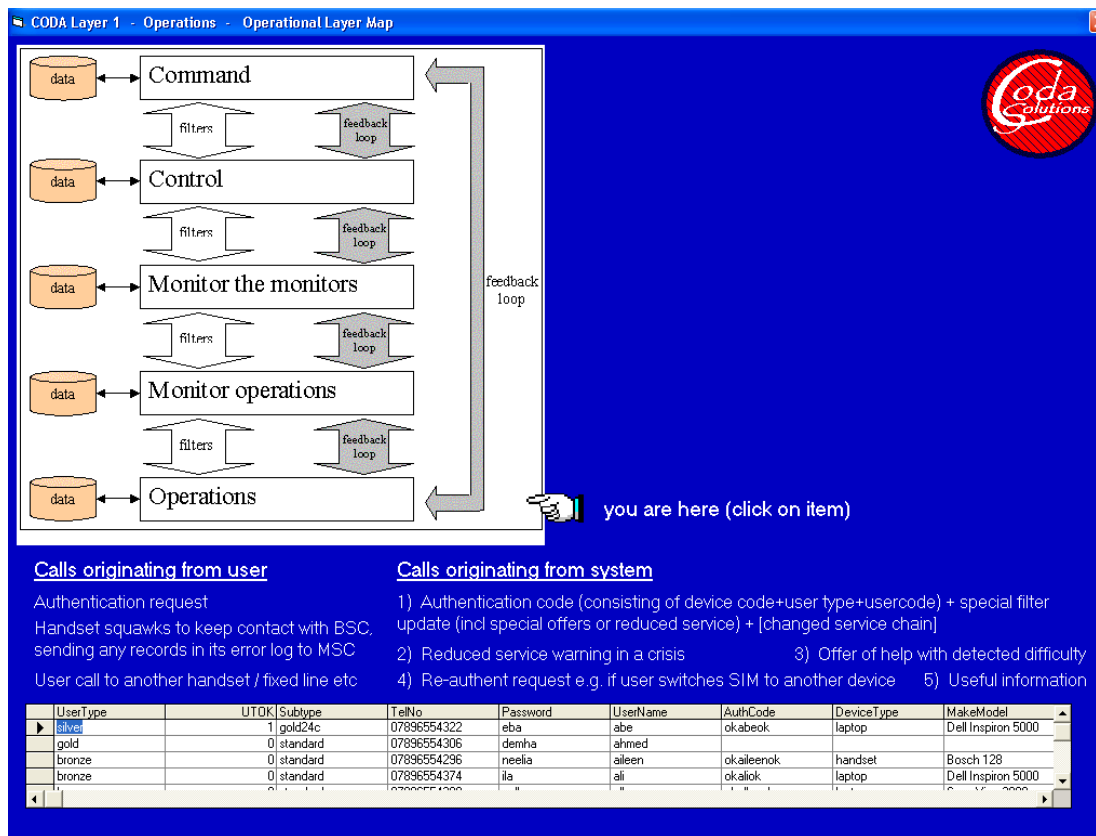 CODA Layer 1 - Operations - Operational Layer Map
data
Command
filters
feedback
loop
data
Control
filters
feedback
loop
data
Monitor the monitors
feedback
loop
filters
feedback
loop
data
Monitor operations
filters
feedback
loop
data
Operations
Coda
Solutions
you are here (click on item)
Calls originating from user
Authentication request
Handset squawks to keep contact with BSC,
sending any records in its error log to MSC
User call to another handset / fixed line etc
Calls originating from system
1) Authentication code (consisting of device code+user type+usercode) + special filter
update (incl special offers or reduced service) + [changed service chain]
2) Reduced service warning in a crisis 3) Offer of help with detected difficulty
4) Re-authent request e.g. if user switches SIM to another device 5) Useful information
UserType UTOK Subtype TelNo Password UserName AuthCode DeviceType MakeModel
silver 1 gold24c 07896554322 eba abe okabeok laptop Dell Inspiron 5000
gold 0 standard 07896554306 demha ahmed
bronze 0 standard 07896554296 neelia aileen okaileenok handset Bosch 128
bronze 0 standard 07896554374 ila ali okaliok laptop Dell Inspiron 5000